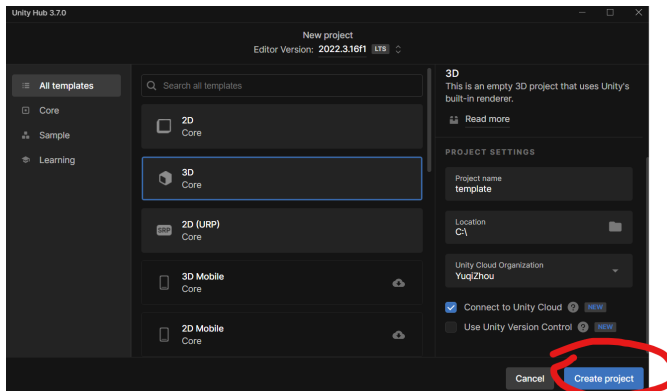 Unity Hub 3.7.0
New project
Editor Version: 2022.3.16f1 LTS
All templates
Core
Sample
Learning
Search all templates
2D
Core
3D
Core
SRP
2D (URP)
Core
3D Mobile
Core
2D Mobile
Core
3D
This is an empty 3D project that uses Unity's
built-in renderer.
Read more
PROJECT SETTINGS
Project name
template
Location
C:\
Unity Cloud Organization
YuqiZhou
Connect to Unity Cloud ? NEW
Use Unity Version Control ? NEW
Cancel
Create project